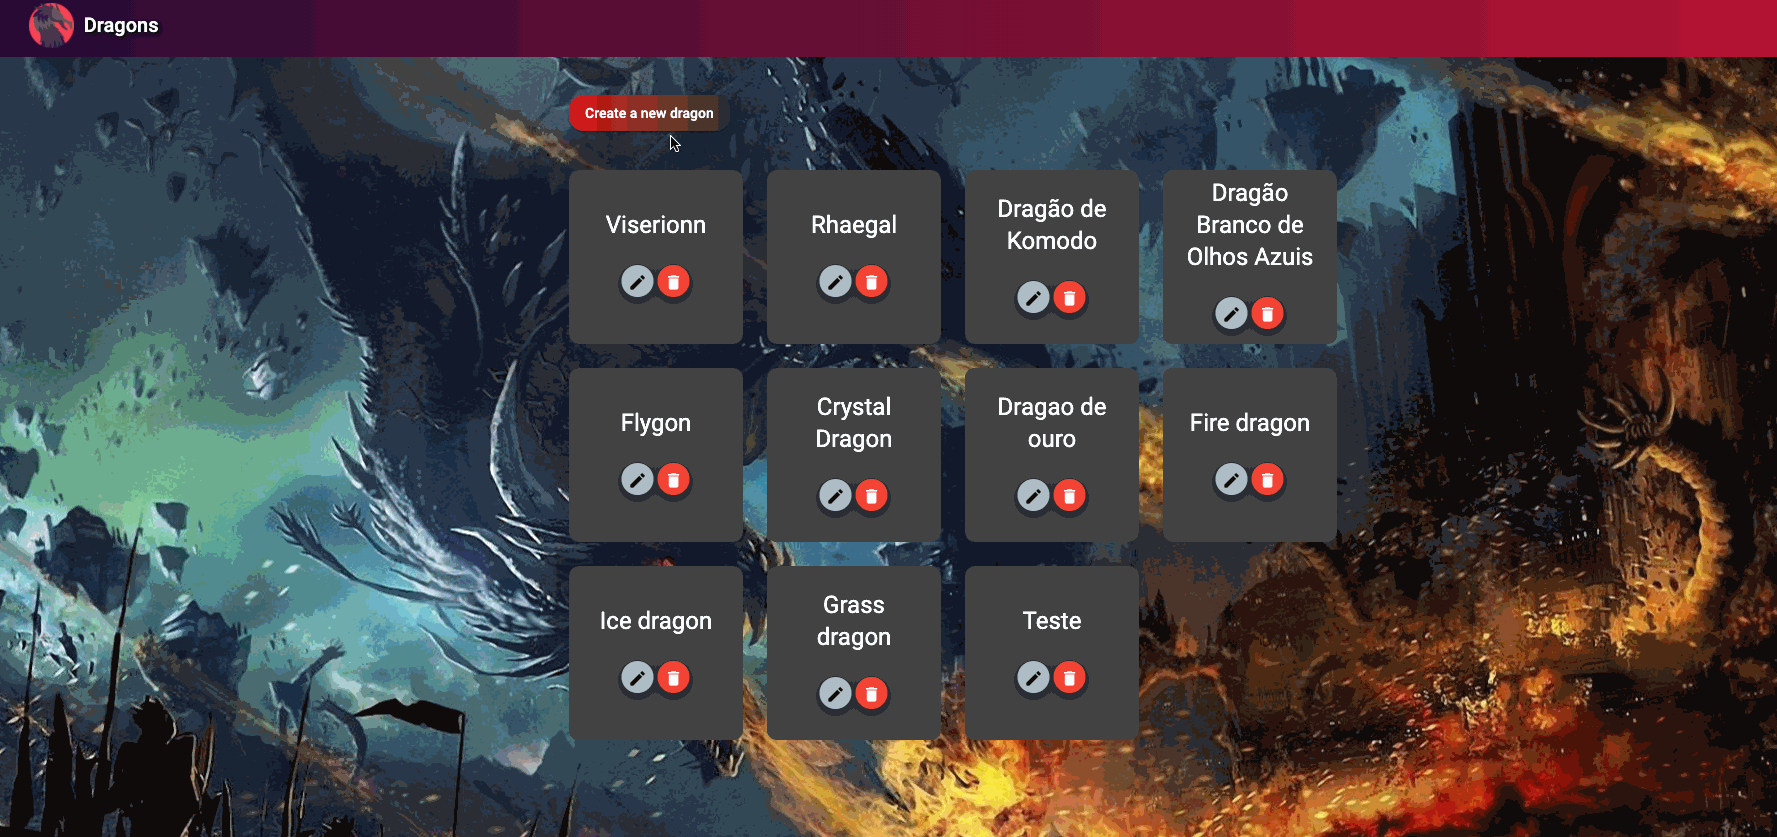 Dragons
Create a new dragon
Viserionn
Rhaegal
Dragão de
Komodo
Dragão
Branco de
Olhos Azuis
Flygon
Crystal
Dragon
Dragao de
ouro
Fire dragon
Ice dragon
Grass
dragon
Teste